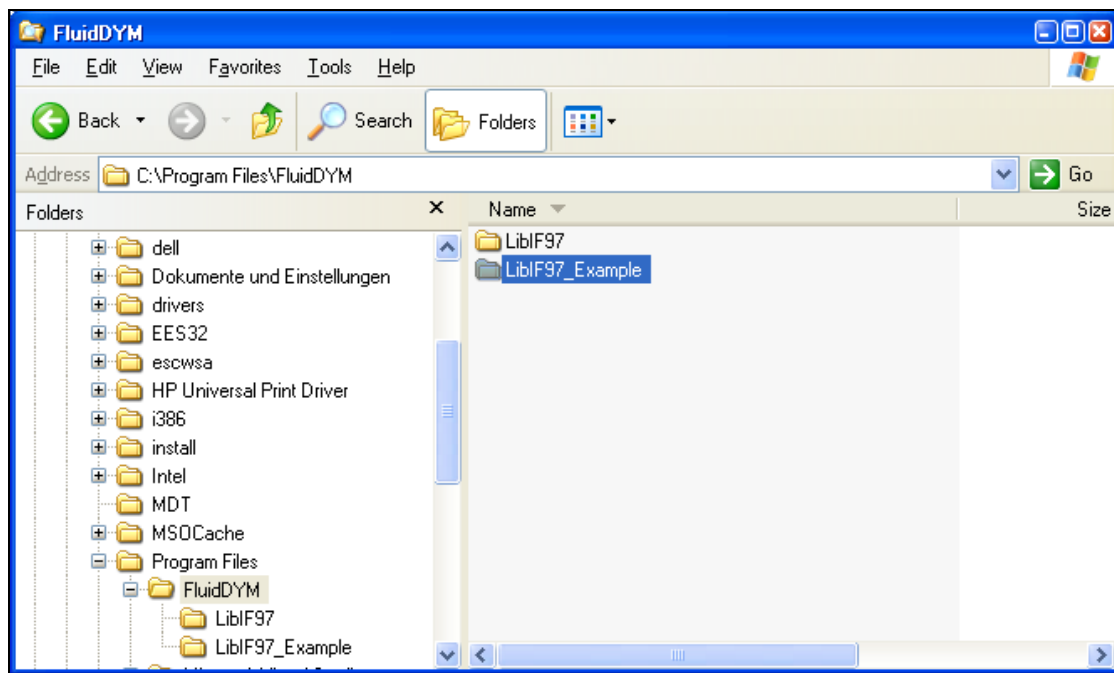 FluidDYM
File Edit View Favorites Tools Help
Back Search Folders
Address C:\Program Files\FluidDYM Go
Folders Name Size
dell
Dokumente und Einstellungen
drivers
EES32
escwsa
HP Universal Print Driver
i386
install
Intel
MDT
MSOCache
Program Files
FluidDYM
LibIF97
LibIF97_Example
LibIF97
LibIF97_Example